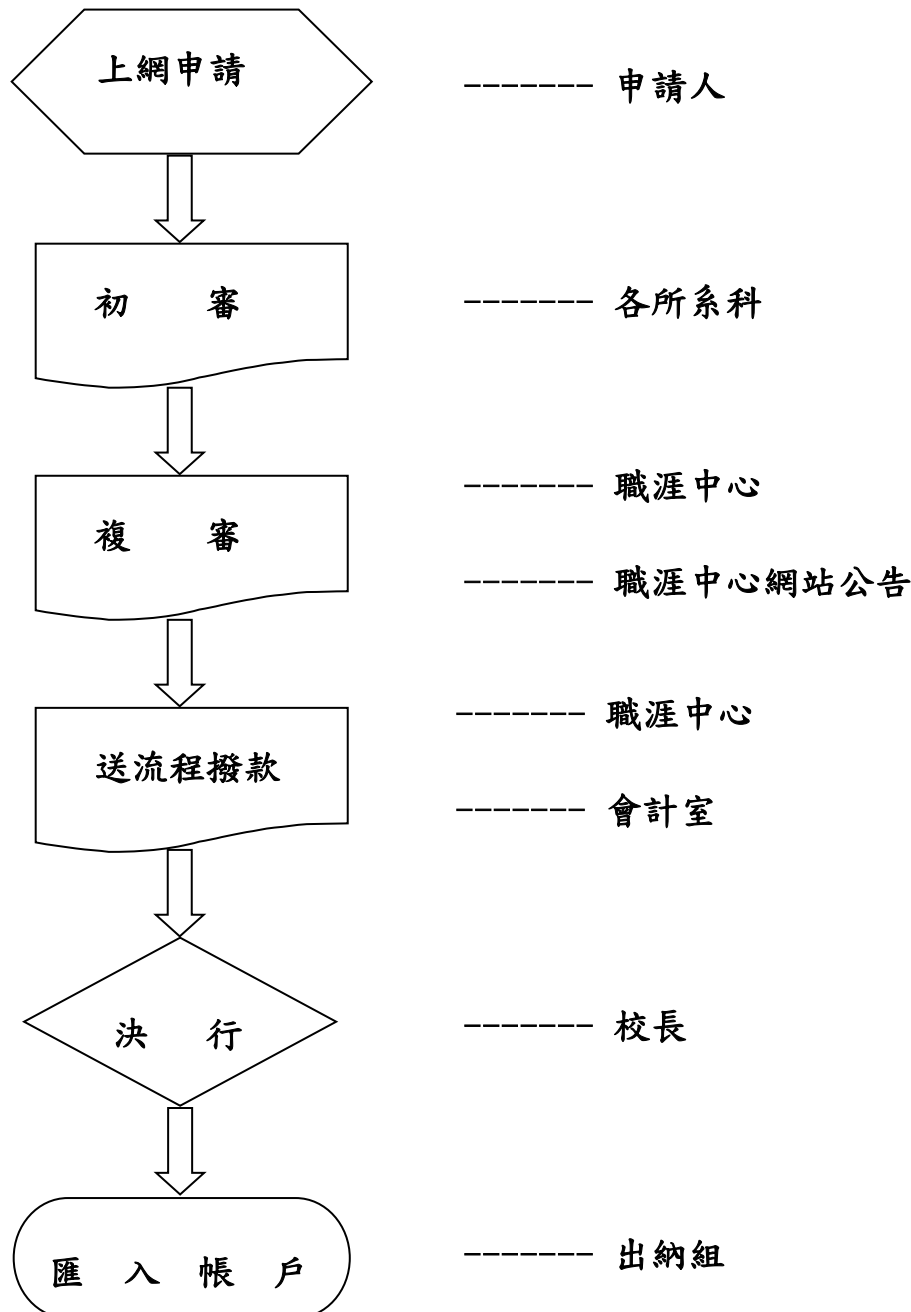 上網申請 ------- 申請人
初 審 ------- 各所系科
複 審 ------- 職涯中心
------- 職涯中心網站公告
送流程撥款 ------- 職涯中心
------- 會計室
決 行 ------- 校長
匯 入 帳 戶 ------- 出納組